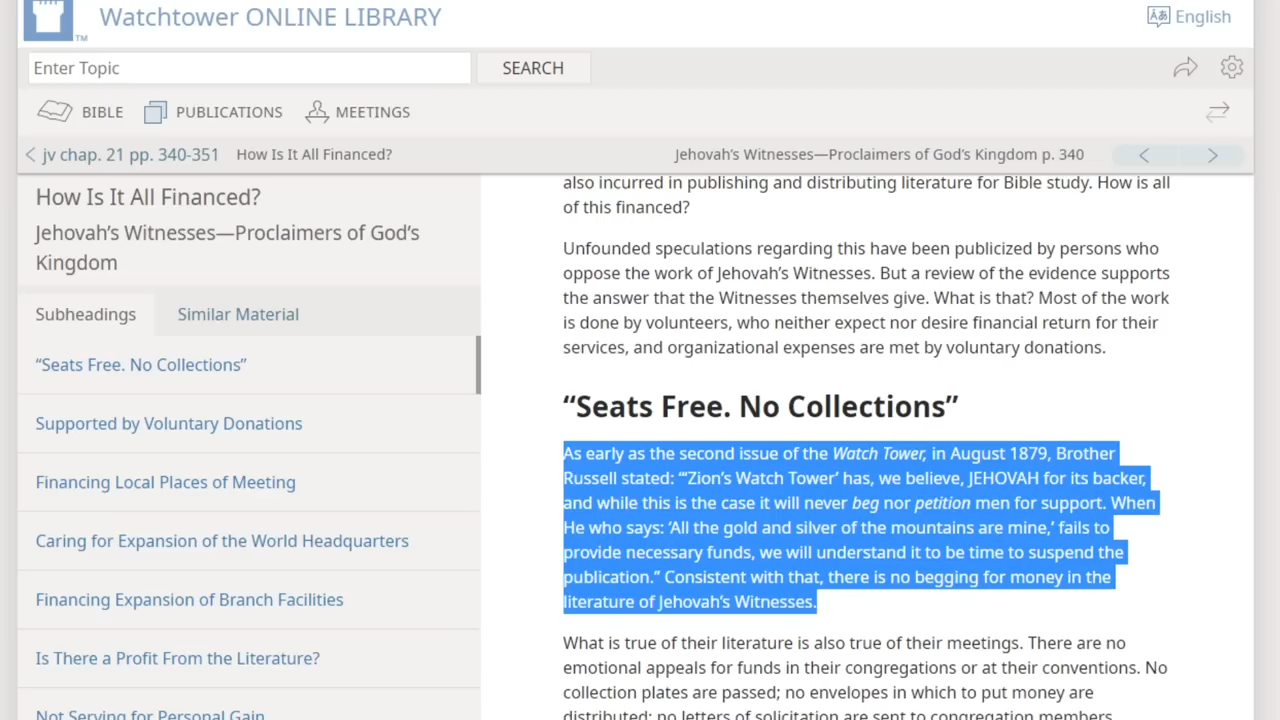 Watchtower ONLINE LIBRARY
TM
English
Enter Topic
SEARCH
BIBLE
PUBLICATIONS
MEETINGS
jv chap. 21 pp. 340-351
How Is It All Financed?
Jehovah’s Witnesses—Proclaimers of God’s Kingdom p. 340
How Is It All Financed?
Jehovah’s Witnesses—Proclaimers of God’s
Kingdom
Subheadings
Similar Material
“Seats Free. No Collections”
Supported by Voluntary Donations
Financing Local Places of Meeting
Caring for Expansion of the World Headquarters
Financing Expansion of Branch Facilities
Is There a Profit From the Literature?
Not Serving for Personal Gain
also incurred in publishing and distributing literature for Bible study. How is all
of this financed?
Unfounded speculations regarding this have been publicized by persons who
oppose the work of Jehovah’s Witnesses. But a review of the evidence supports
the answer that the Witnesses themselves give. What is that? Most of the work
is done by volunteers, who neither expect nor desire financial return for their
services, and organizational expenses are met by voluntary donations.
“Seats Free. No Collections”
As early as the second issue of the Watch Tower, in August 1879, Brother
Russell stated: “‘Zion’s Watch Tower’ has, we believe, JEHOVAH for its backer,
and while this is the case it will never beg nor petition men for support. When
He who says: ‘All the gold and silver of the mountains are mine,’ fails to
provide necessary funds, we will understand it to be time to suspend the
publication.” Consistent with that, there is no begging for money in the
literature of Jehovah’s Witnesses.
What is true of their literature is also true of their meetings. There are no
emotional appeals for funds in their congregations or at their conventions. No
collection plates are passed; no envelopes in which to put money are
distributed; no letters of solicitation are sent to congregation members.